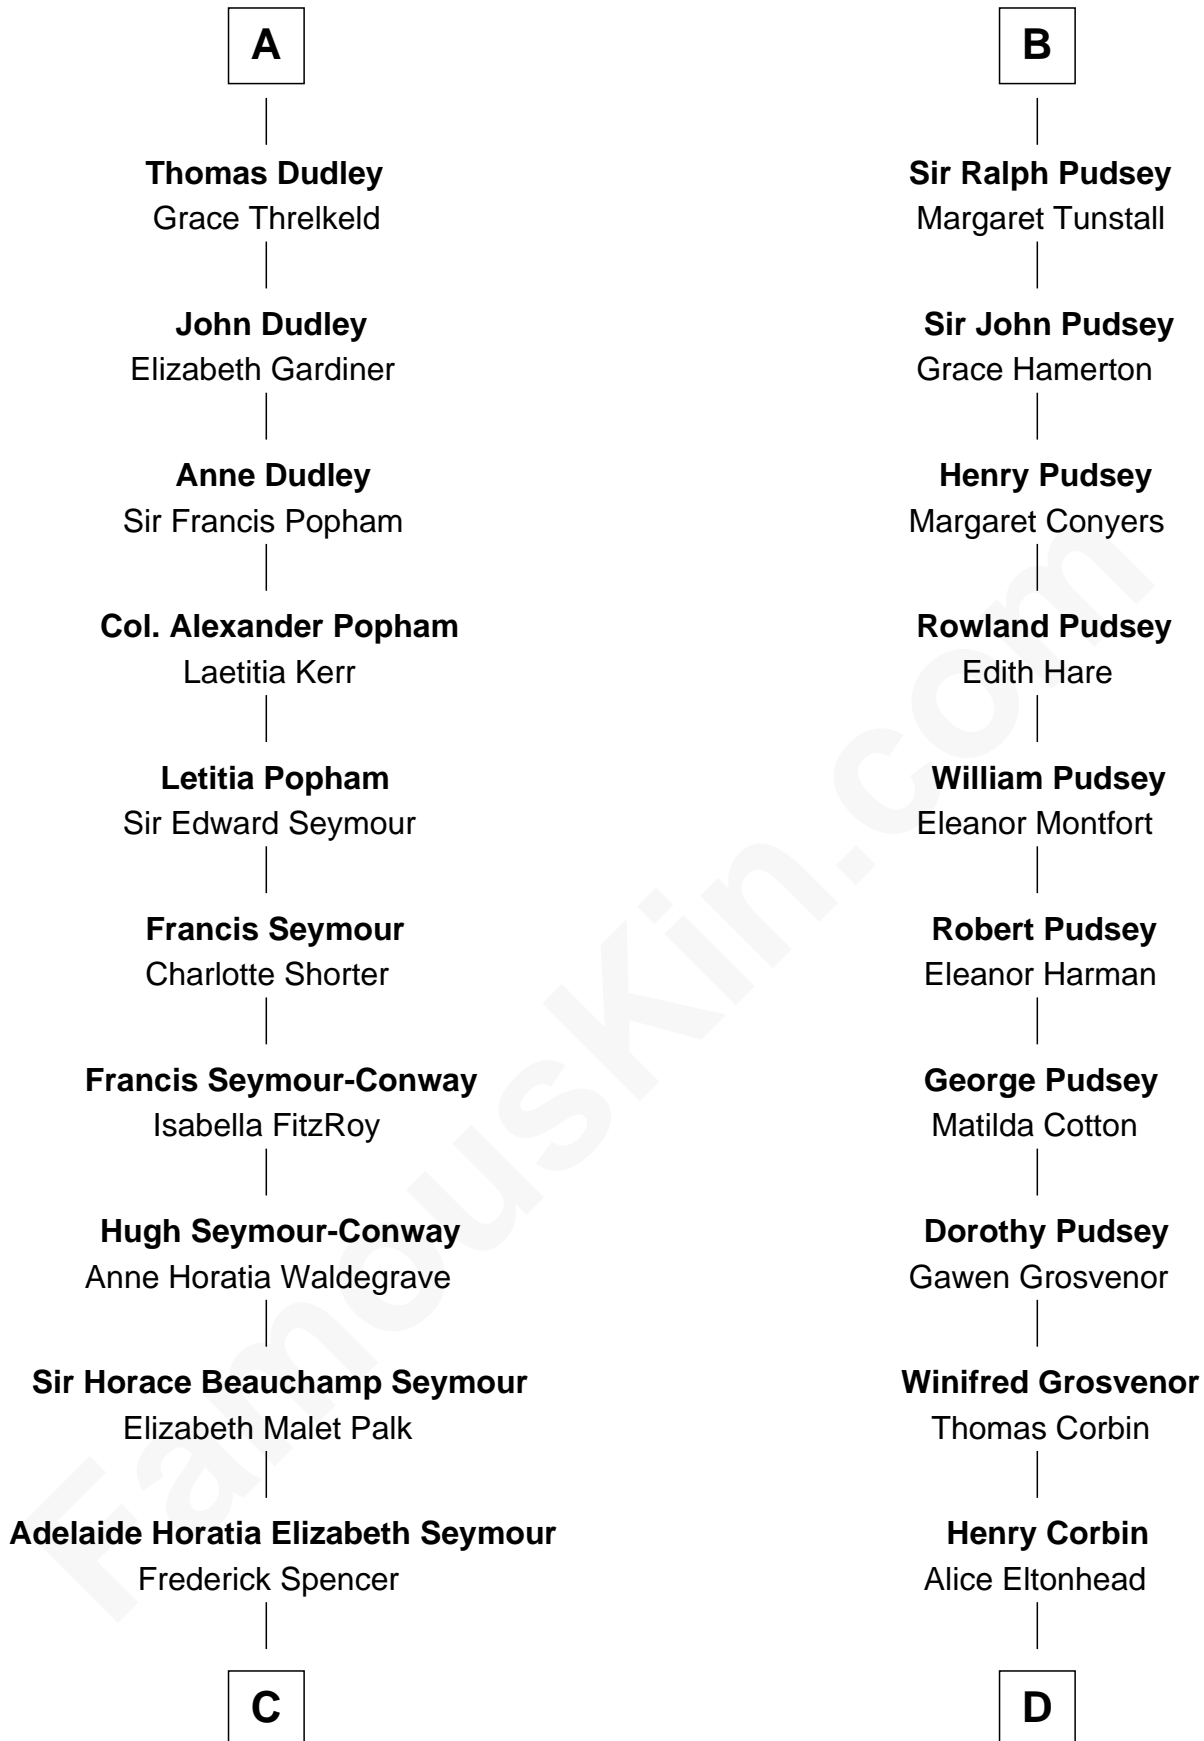 A
Thomas Dudley
Grace Threlkeld
John Dudley
Elizabeth Gardiner
Anne Dudley
Sir Francis Popham
Col. Alexander Popham
Laetitia Kerr
Letitia Popham
Sir Edward Seymour
Francis Seymour
Charlotte Shorter
Francis Seymour-Conway
Isabella FitzRoy
Hugh Seymour-Conway
Anne Horatia Waldegrave
Sir Horace Beauchamp Seymour
Elizabeth Malet Palk
Adelaide Horatia Elizabeth Seymour
Frederick Spencer
C
B
Sir Ralph Pudsey
Margaret Tunstall
Sir John Pudsey
Grace Hamerton
Henry Pudsey
Margaret Conyers
Rowland Pudsey
Edith Hare
William Pudsey
Eleanor Montfort
Robert Pudsey
Eleanor Harman
George Pudsey
Matilda Cotton
Dorothy Pudsey
Gawen Grosvenor
Winifred Grosvenor
Thomas Corbin
Henry Corbin
Alice Eltonhead
D
FamousKin.com